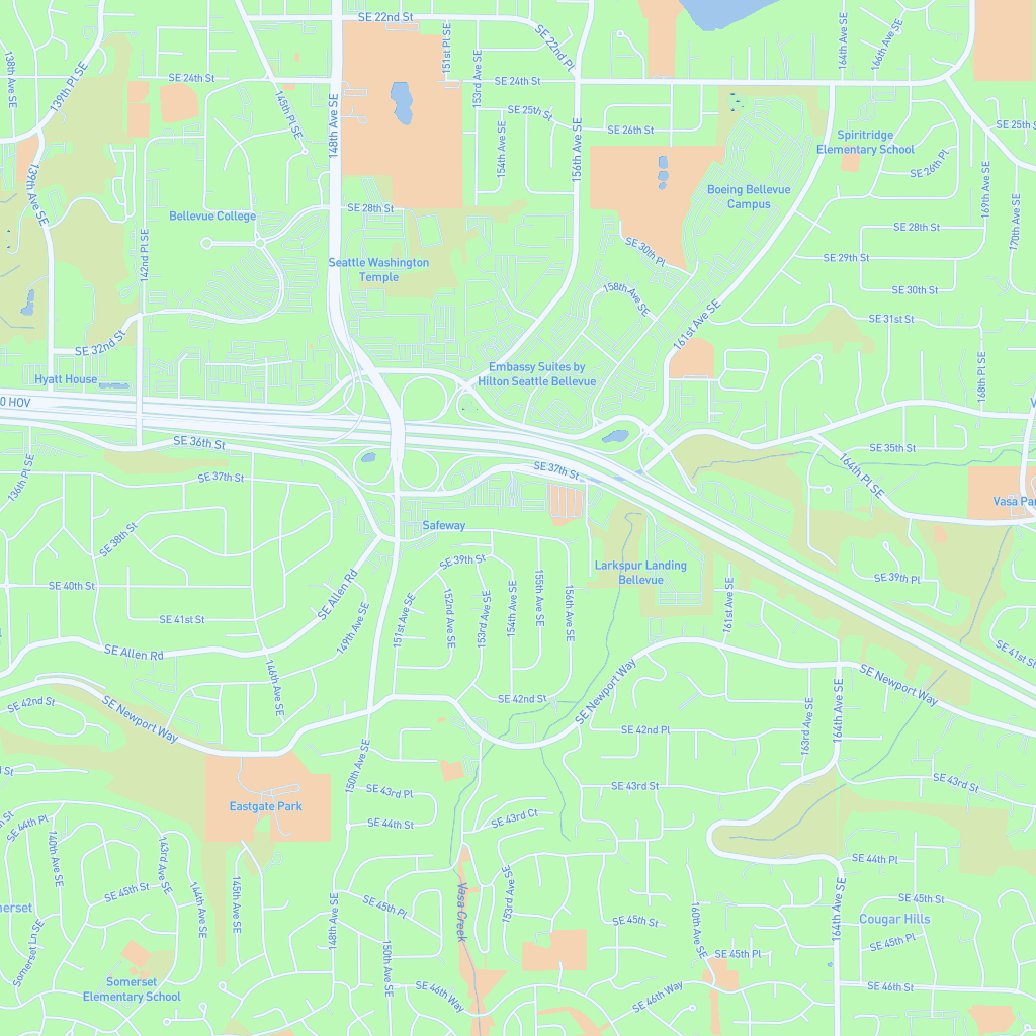 SE 22nd St
151st Pl SE
SE 22nd Pl
164th Ave SE
166th Ave SE
138th Ave SE
139th Pl SE
SE 24th St
153rd Ave SE
SE 24th St
145th Pl SE
148th Ave SE
SE 25th St
SE 26th St
154th Ave SE
156th Ave SE
SE 25th St
Spiritridge
Elementary School
SE 26th Pl
139th Ave SE
Boeing Bellevue
Campus
169th Ave SE
170th Ave SE
Bellevue College
SE 28th St
SE 28th St
142nd Pl SE
SE 30th Pl
SE 29th St
Seattle Washington
Temple
158th Ave SE
SE 30th St
161st Ave SE
SE 31st St
SE 32nd St
168th Pl SE
Embassy Suites by
Hilton Seattle Bellevue
Hyatt House
0 HOV
SE 36th St
SE 35th St
136th Pl SE
SE 37th St
SE 37th St
164th Pl SE
Vasa Par
Safeway
SE 38th St
SE 39th St
Larkspur Landing
Bellevue
SE 40th St
SE Allen Rd
155th Ave SE
156th Ave SE
154th Ave SE
152nd Ave SE
153rd Ave SE
151st Ave SE
149th Ave SE
161st Ave SE
SE 39th Pl
SE 41st St
SE 41st St
SE Allen Rd
146th Ave SE
SE 42nd St
SE Newport Way
SE 42nd St
SE Newport Way
SE Newport Way
163rd Ave SE
164th Ave SE
SE 42nd Pl
150th Ave SE
SE 43rd Pl
SE 43rd St
SE 43rd St
Eastgate Park
SE 44th St
SE 43rd Ct
SE 44th Pl
140th Ave SE
143rd Ave SE
144th Ave SE
145th Ave SE
SE 44th Pl
SE 45th St
SE 45th Pl
153rd Ave SE
Vasa Creek
SE 45th St
SE 45th St
Cougar Hills
SE 45th Pl
160th Ave SE
164th Ave SE
148th Ave SE
150th Ave SE
Somerset Ln SE
SE 45th Pl
Somerset
Elementary School
SE 46th Way
SE 46th Way
SE 46th St